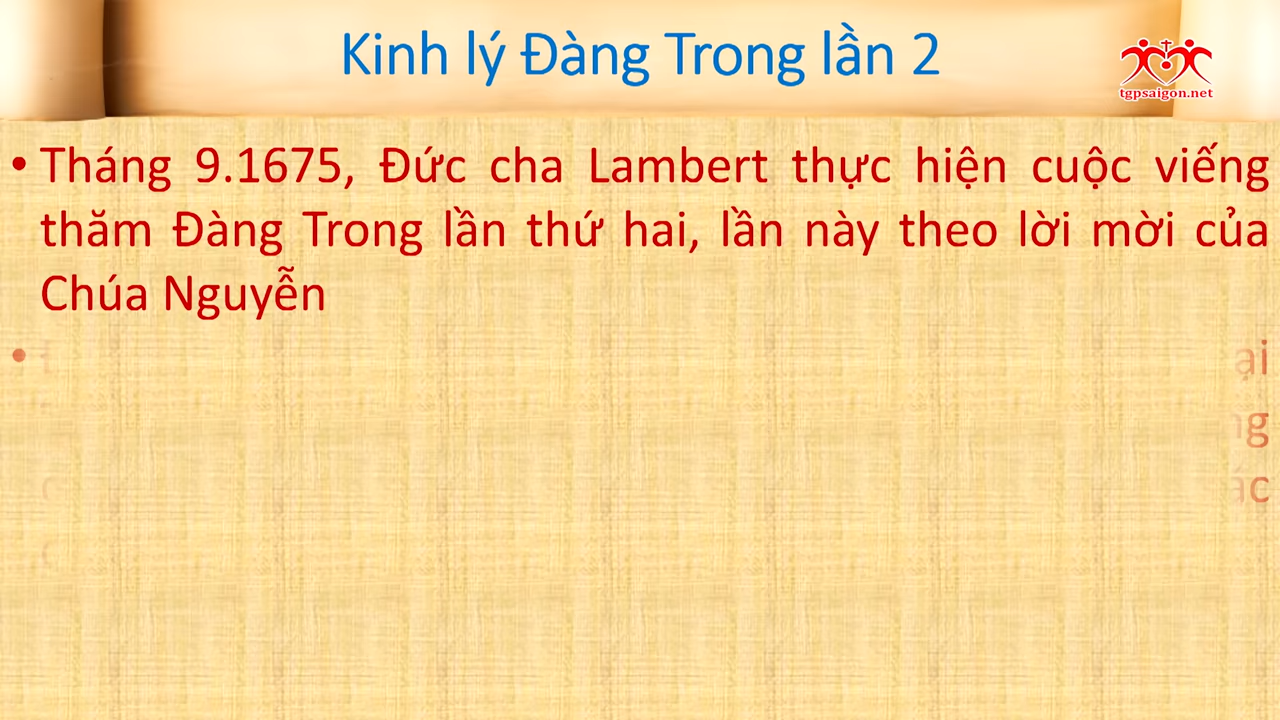 Kinh lý Đàng Trong lần 2
tgpsaigon.net
• Tháng 9.1675, Đức cha Lambert thực hiện cuộc viếng
thăm Đàng Trong lần thứ hai, lần này theo lời mời của
Chúa Nguyễn